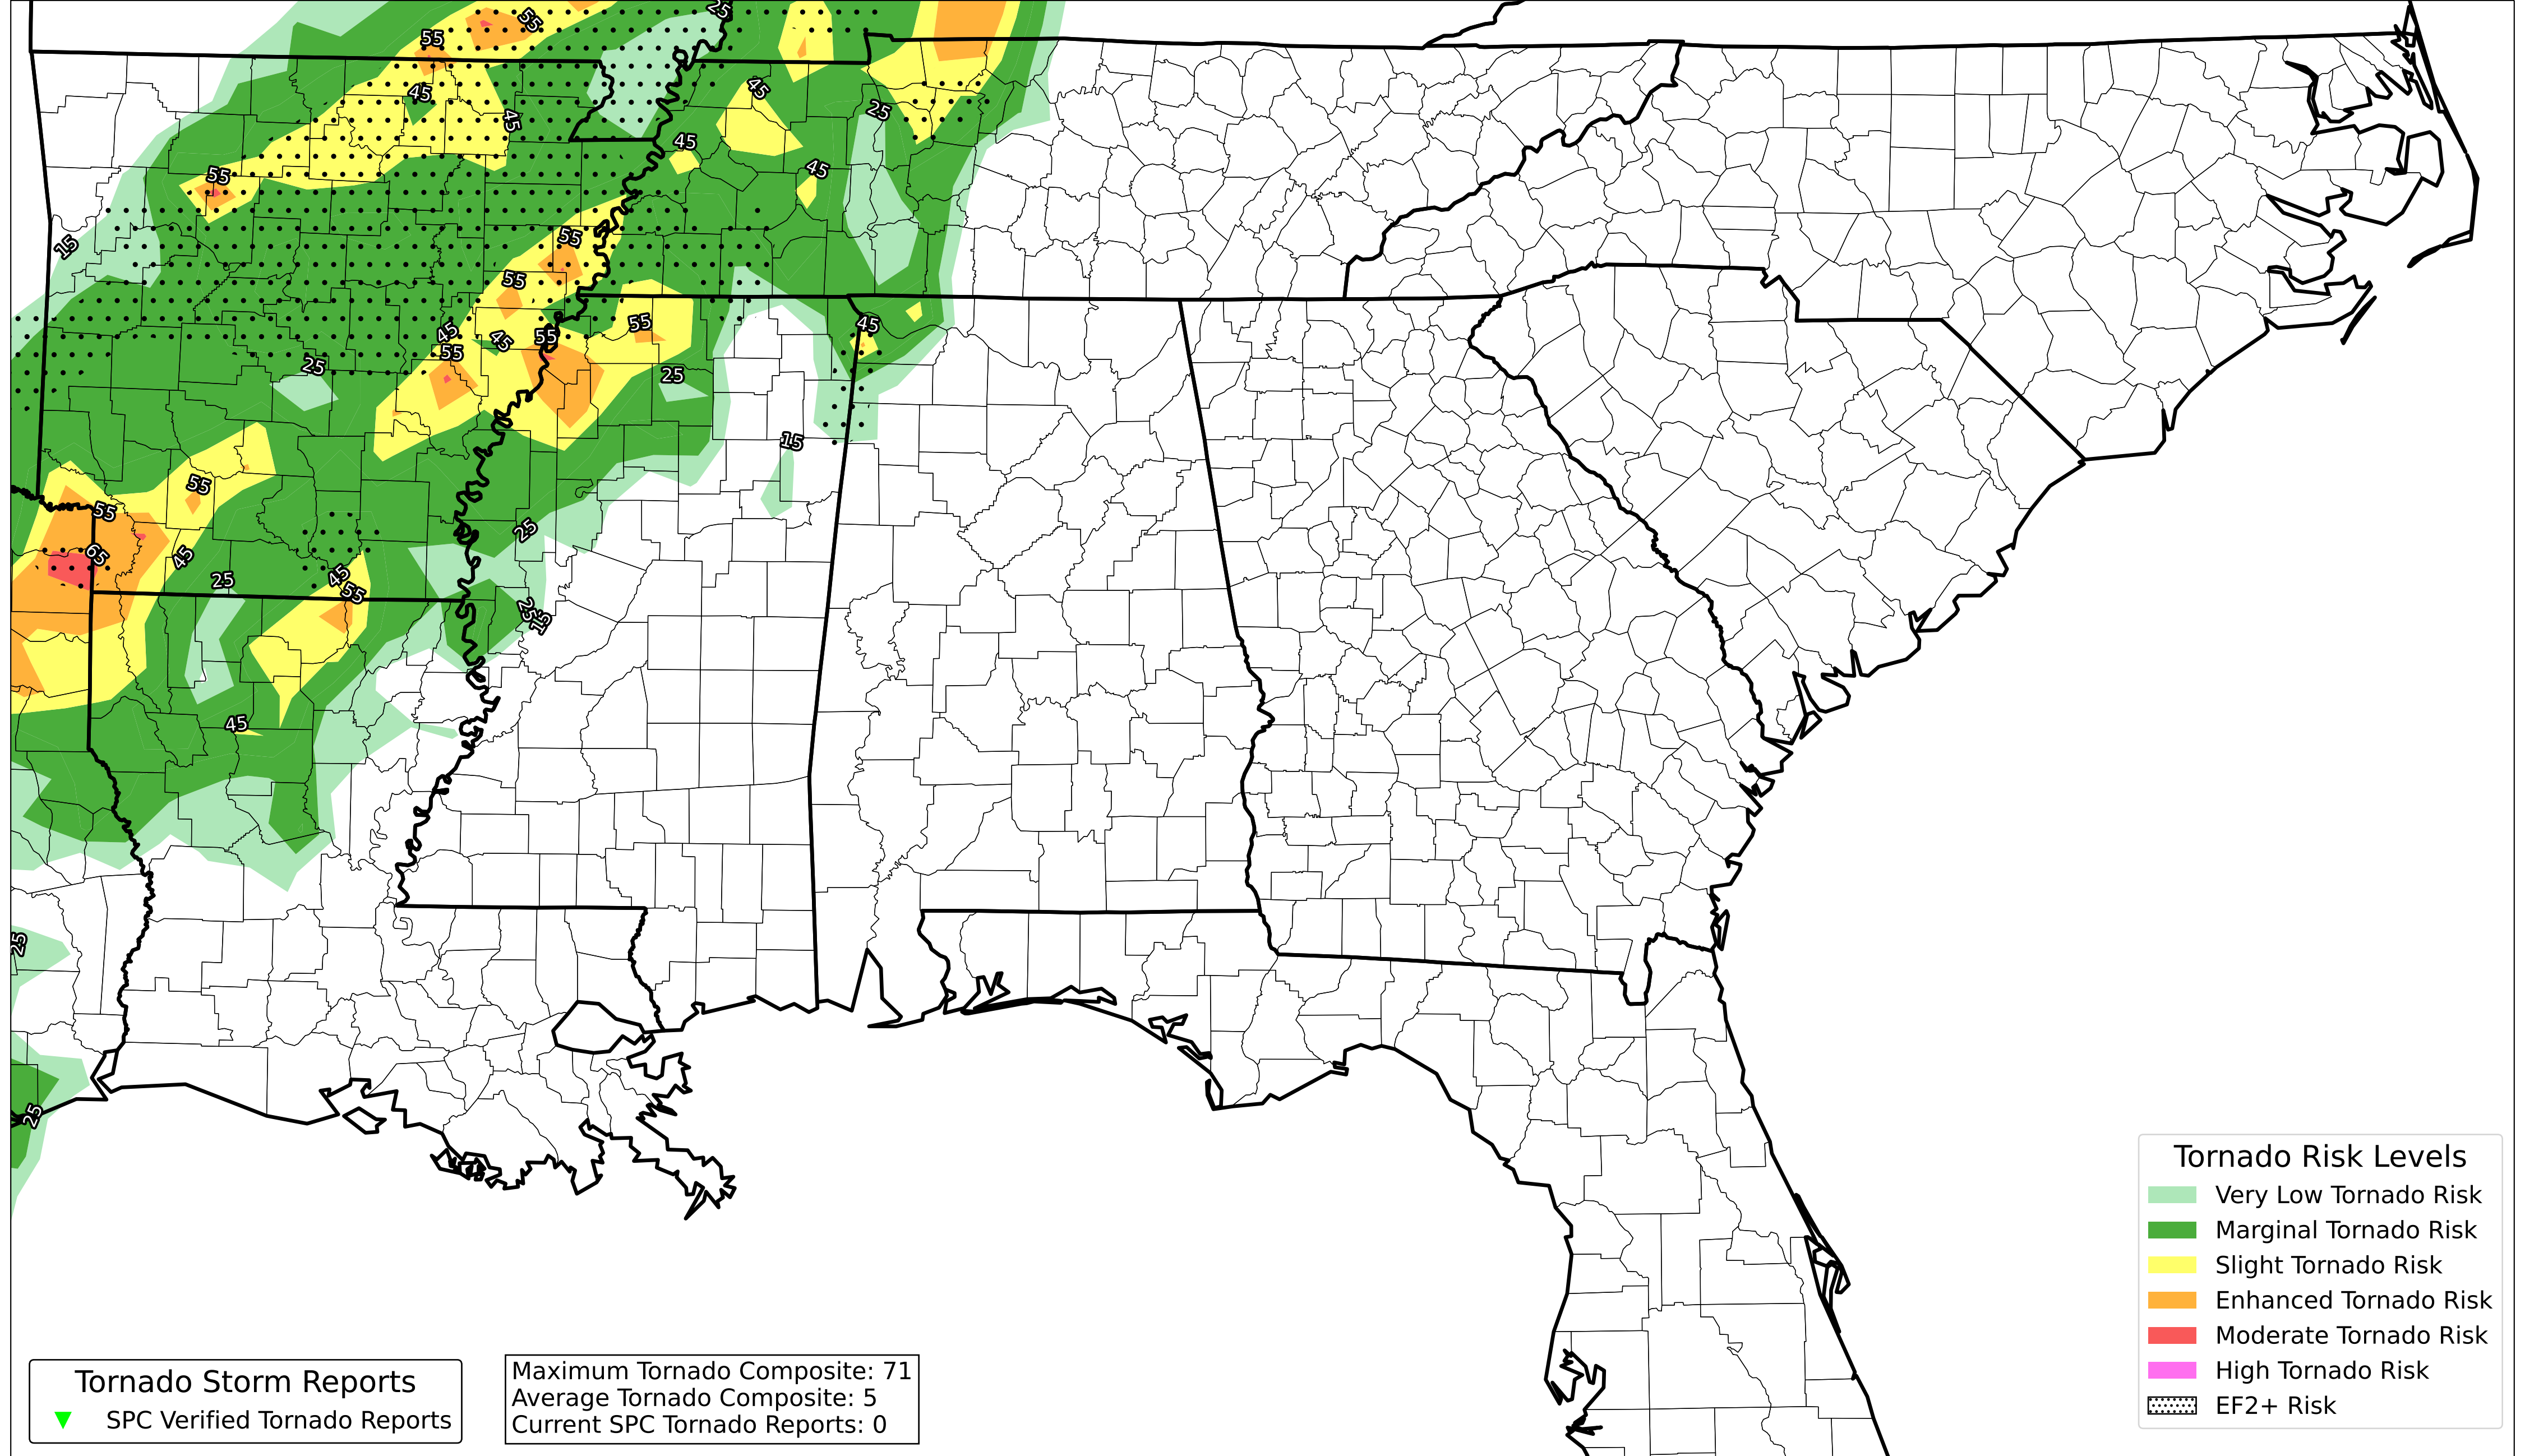 25
55
55
45
45
45
25
45
45
55
15
55
55
55
45
45
45
55
55
25
25
15
55
55
25
65
45
45
25
55
25
15
45
25
25
Tornado Risk Levels
Very Low Tornado Risk
Marginal Tornado Risk
Slight Tornado Risk
Enhanced Tornado Risk
Moderate Tornado Risk
High Tornado Risk
EF2+ Risk
Tornado Storm Reports
SPC Verified Tornado Reports
Maximum Tornado Composite: 71
Average Tornado Composite: 5
Current SPC Tornado Reports: 0